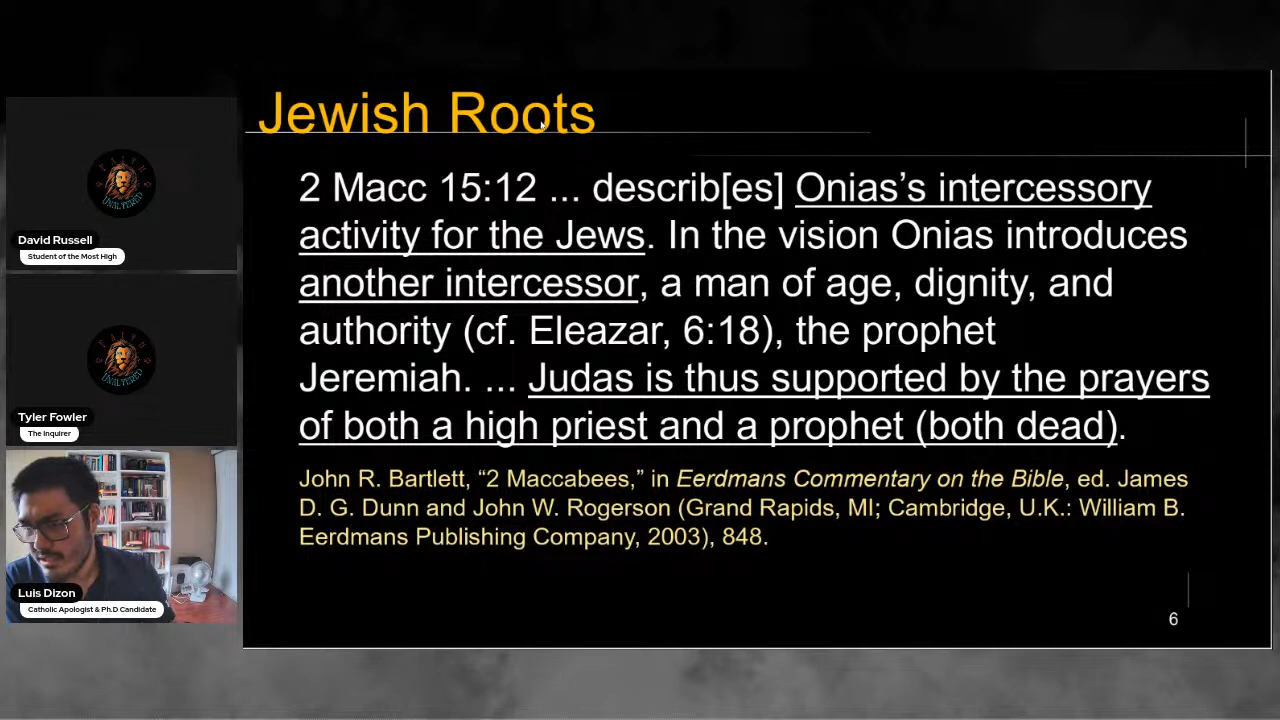 Jewish Roots
2 Macc 15:12 ... describ[es] Onias’s intercessory
activity for the Jews. In the vision Onias introduces
another intercessor, a man of age, dignity, and
authority (cf. Eleazar, 6:18), the prophet
Jeremiah. ... Judas is thus supported by the prayers
of both a high priest and a prophet (both dead).
John R. Bartlett, “2 Maccabees,” in Eerdmans Commentary on the Bible, ed. James
D. G. Dunn and John W. Rogerson (Grand Rapids, MI; Cambridge, U.K.: William B.
Eerdmans Publishing Company, 2003), 848.
6
FAITH
UNALTERED
David Russell
Student of the Most High
FAITH
UNALTERED
Tyler Fowler
The Inquirer
Luis Dizon
Catholic Apologist & Ph.D Candidate